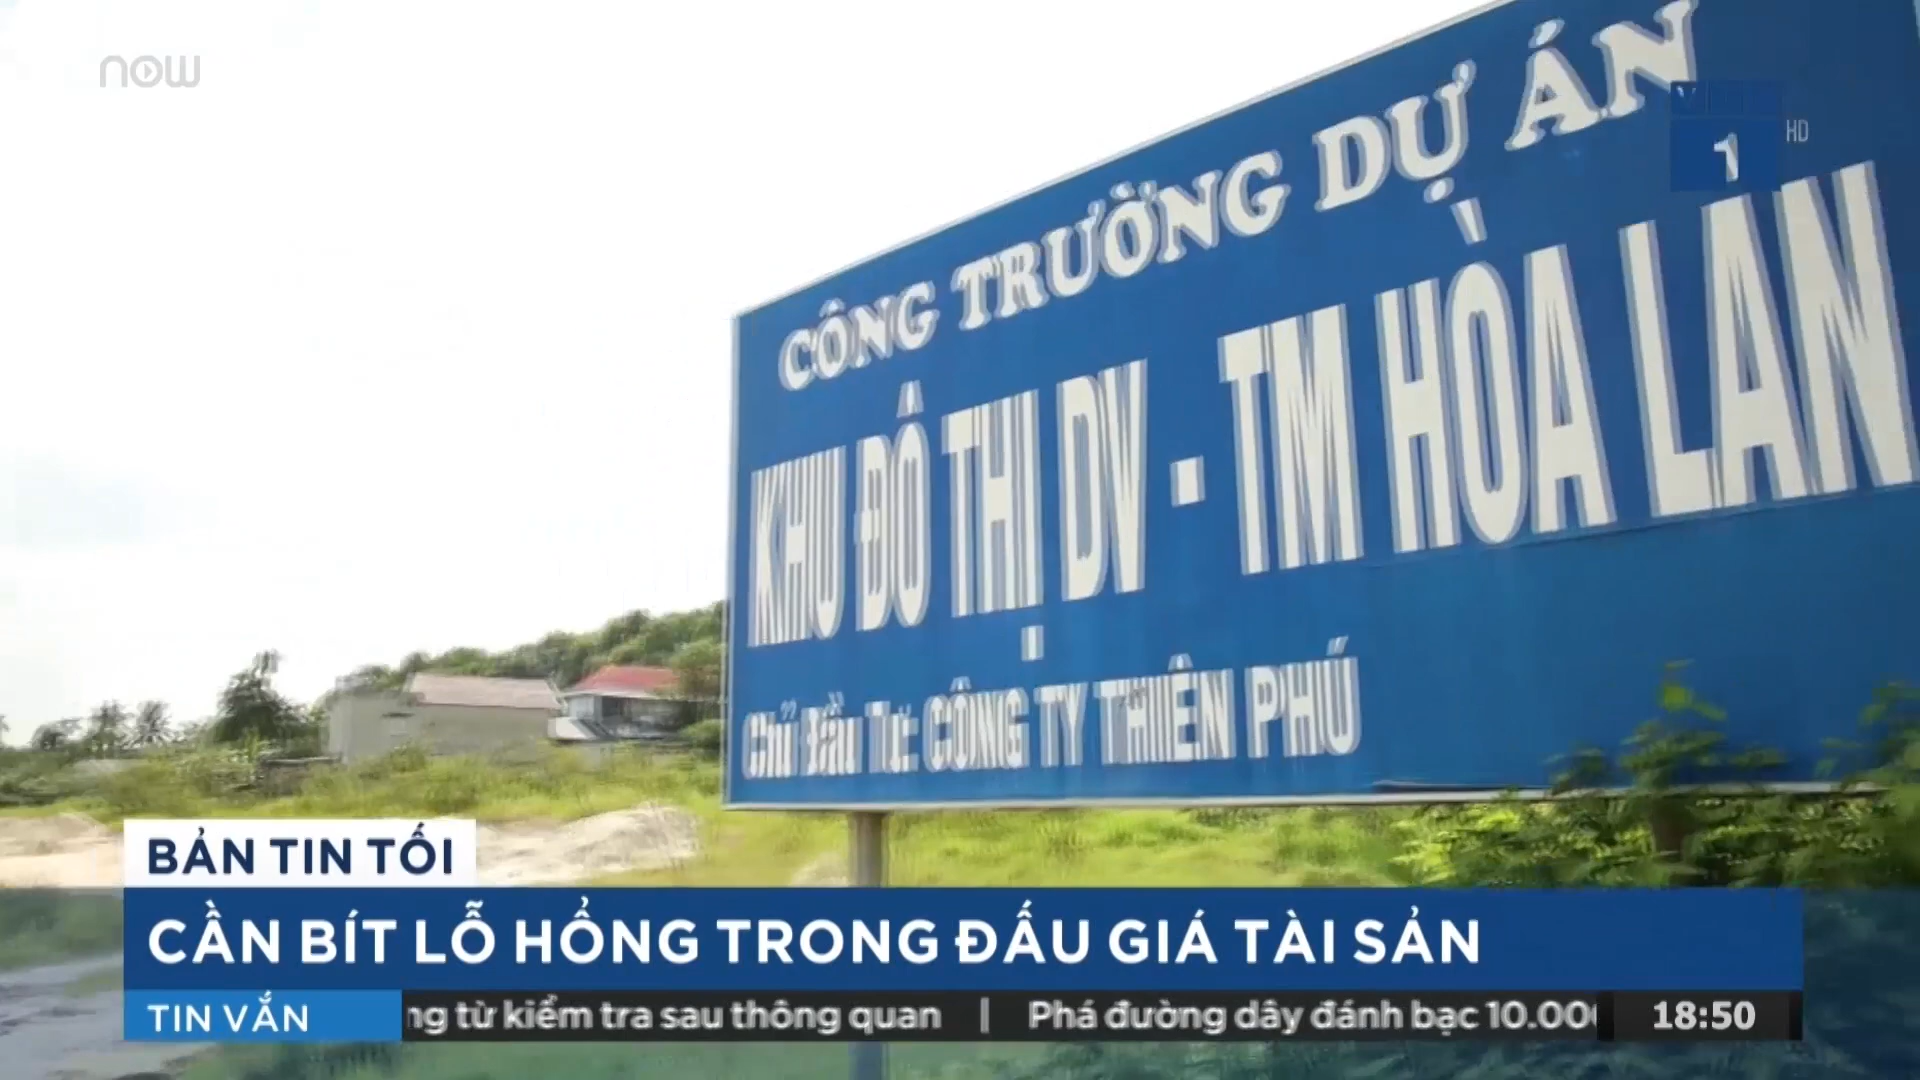 now
CÔNG TRƯỜNG DỰ ÁN
1
HD
KHU ĐÔ THỊ DV - TM HÒA LAN
Chủ Đầu Tư: CÔNG TY THIÊN PHÚ
BẢN TIN TỐI
CẦN BÍT LỖ HỔNG TRONG ĐẤU GIÁ TÀI SẢN
TIN VẮN
từ kiểm tra sau thông quan | Phá đường dây đánh bạc 10.000
18:50